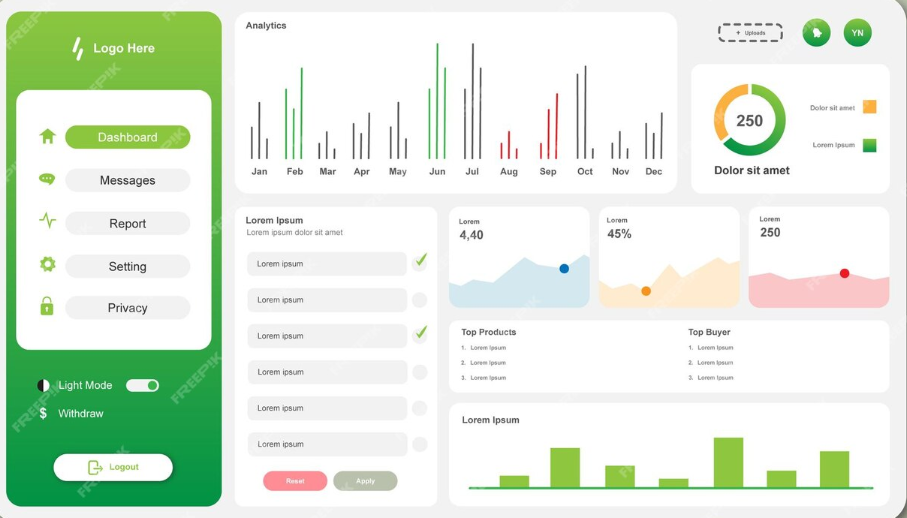 Logo Here
Dashboard
Messages
Report
Setting
Privacy
Light Mode
$ Withdraw
Logout
Analytics
Jan Feb Mar Apr May Jun Jul Aug Sep Oct Nov Dec
+ Uploads
YN
250
Dolor sit amet
Lorem Ipsum
Dolor sit amet
Lorem Ipsum
Lorem ipsum dolor sit amet
Lorem ipsum
Lorem ipsum
Lorem ipsum
Lorem ipsum
Lorem ipsum
Lorem ipsum
Reset Apply
Lorem
4,40
Lorem
45%
Lorem
250
Top Products
1. Lorem Ipsum
2. Lorem Ipsum
3. Lorem Ipsum
Top Buyer
1. Lorem Ipsum
2. Lorem Ipsum
3. Lorem Ipsum
Lorem Ipsum
FREEPIK